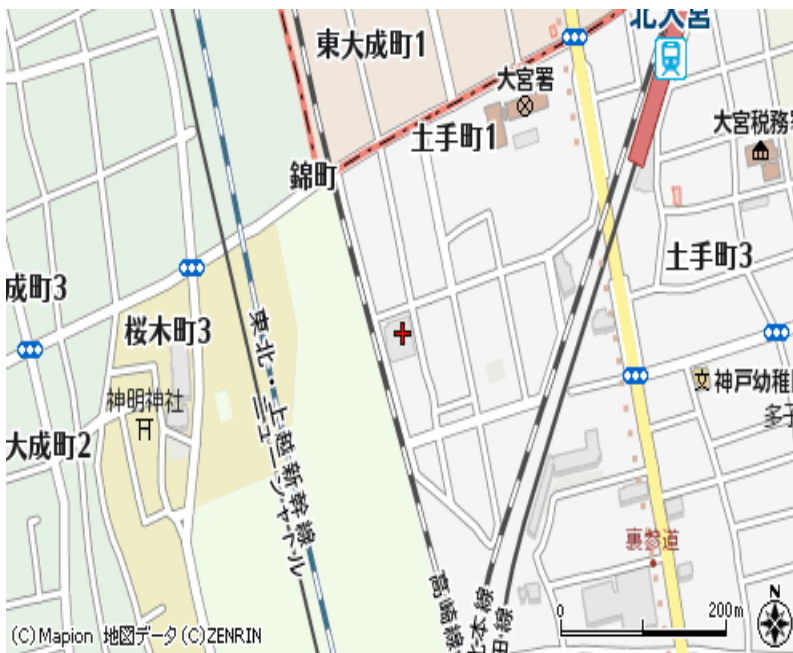 北大宮
東大成町1
大宮署
土手町1
大宮税務署
錦町
土手町3
成町3
桜木町3
東北・上越新幹線
ニューシャトル
神明神社
神戸幼稚
多子
大成町2
裏参道
高崎線
本線
田線
N
0 200m
(C)Mapion 地図データ(C)ZENRIN